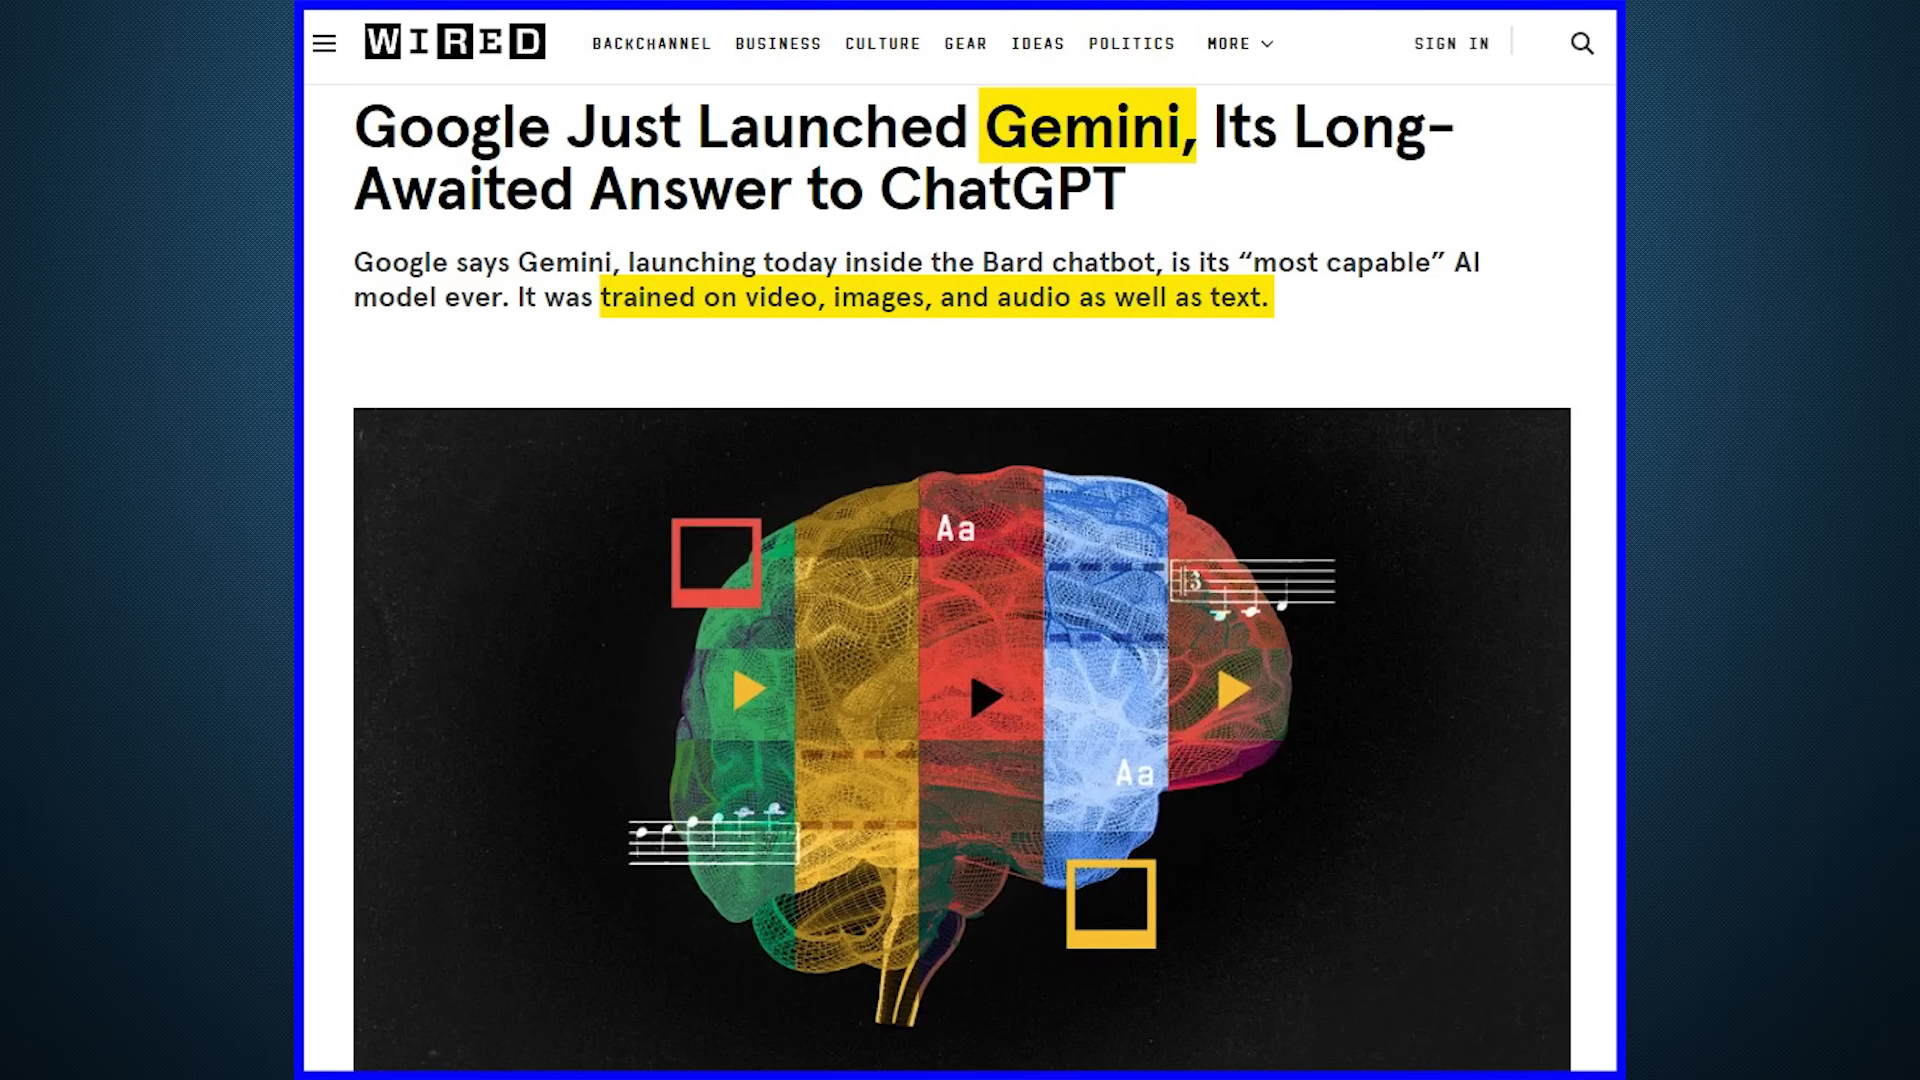 WIRED BACKCHANNEL BUSINESS CULTURE GEAR IDEAS POLITICS MORE SIGN IN
Google Just Launched Gemini, Its Long-
Awaited Answer to ChatGPT
Google says Gemini, launching today inside the Bard chatbot, is its “most capable” AI
model ever. It was trained on video, images, and audio as well as text.
Aa
3
Aa